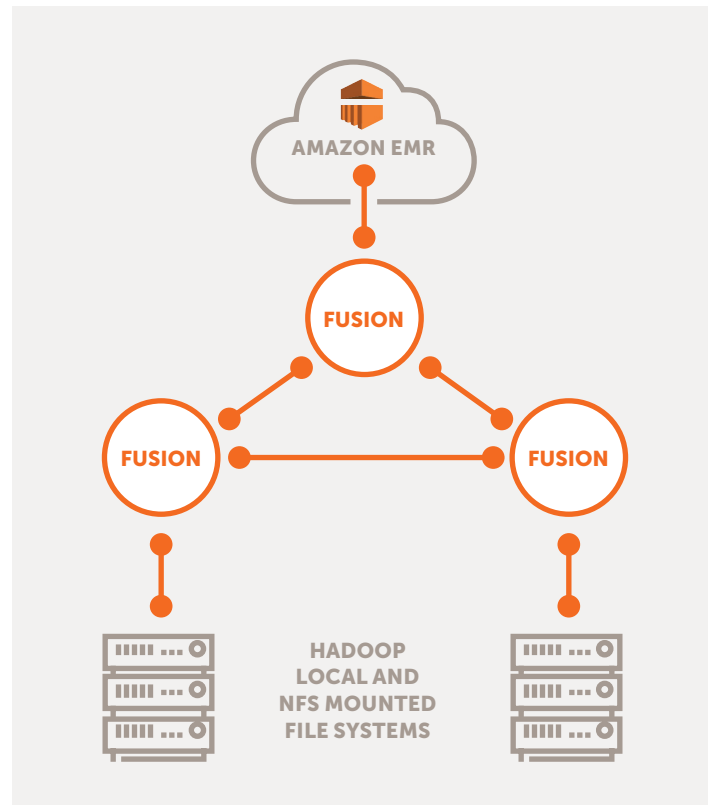 AMAZON EMR
FUSION
FUSION
FUSION
HADOOP
LOCAL AND
NFS MOUNTED
FILE SYSTEMS